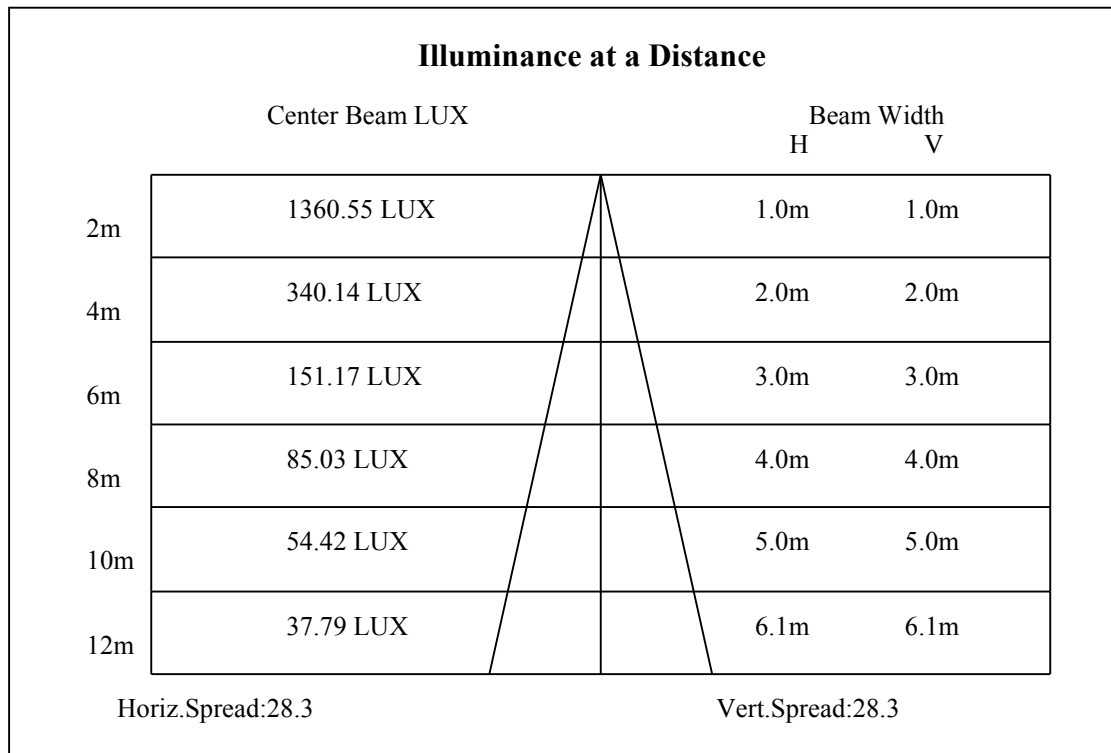 Illuminance at a Distance
Center Beam LUX Beam Width
H V
2m 1360.55 LUX 1.0m 1.0m
4m 340.14 LUX 2.0m 2.0m
6m 151.17 LUX 3.0m 3.0m
8m 85.03 LUX 4.0m 4.0m
10m 54.42 LUX 5.0m 5.0m
12m 37.79 LUX 6.1m 6.1m
Horiz.Spread:28.3 Vert.Spread:28.3